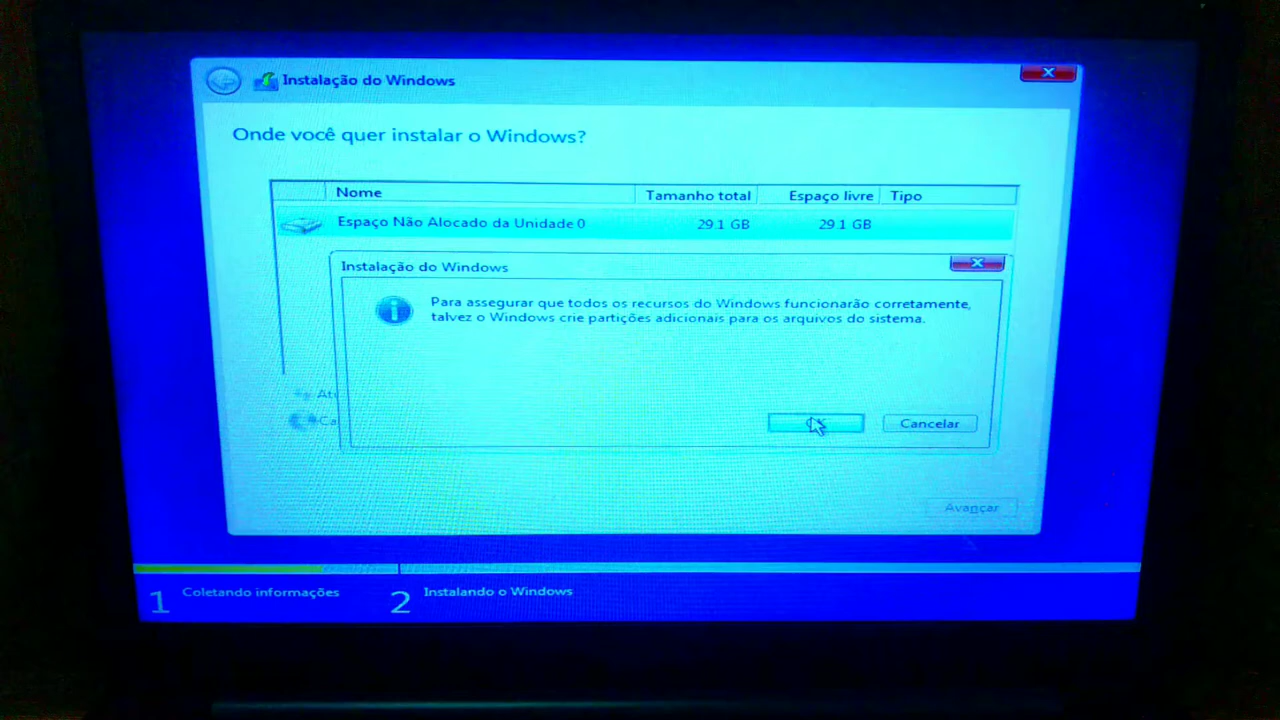 Instalação do Windows
Onde você quer instalar o Windows?
Nome Tamanho total Espaço livre Tipo
Espaço Não Alocado da Unidade 0 29.1 GB 29.1 GB
Instalação do Windows
Para assegurar que todos os recursos do Windows funcionarão corretamente,
talvez o Windows crie partições adicionais para os arquivos do sistema.
Cancelar
Avançar
1 Coletando informações 2 Instalando o Windows